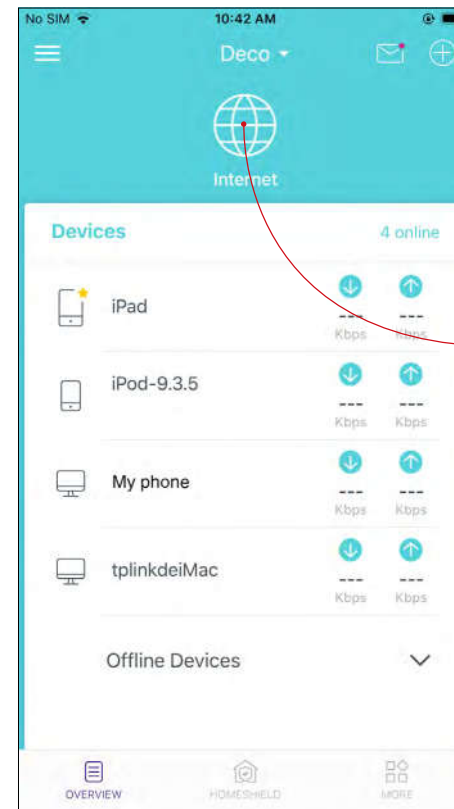 No SIM 10:42 AM
Deco
Internet
Devices 4 online
iPad
--- ---
Kbps Kbps
iPod-9.3.5
--- ---
Kbps Kbps
My phone
--- ---
Kbps Kbps
tplinkdeiMac
--- ---
Kbps Kbps
Offline Devices
OVERVIEW HOMESHIELD MORE